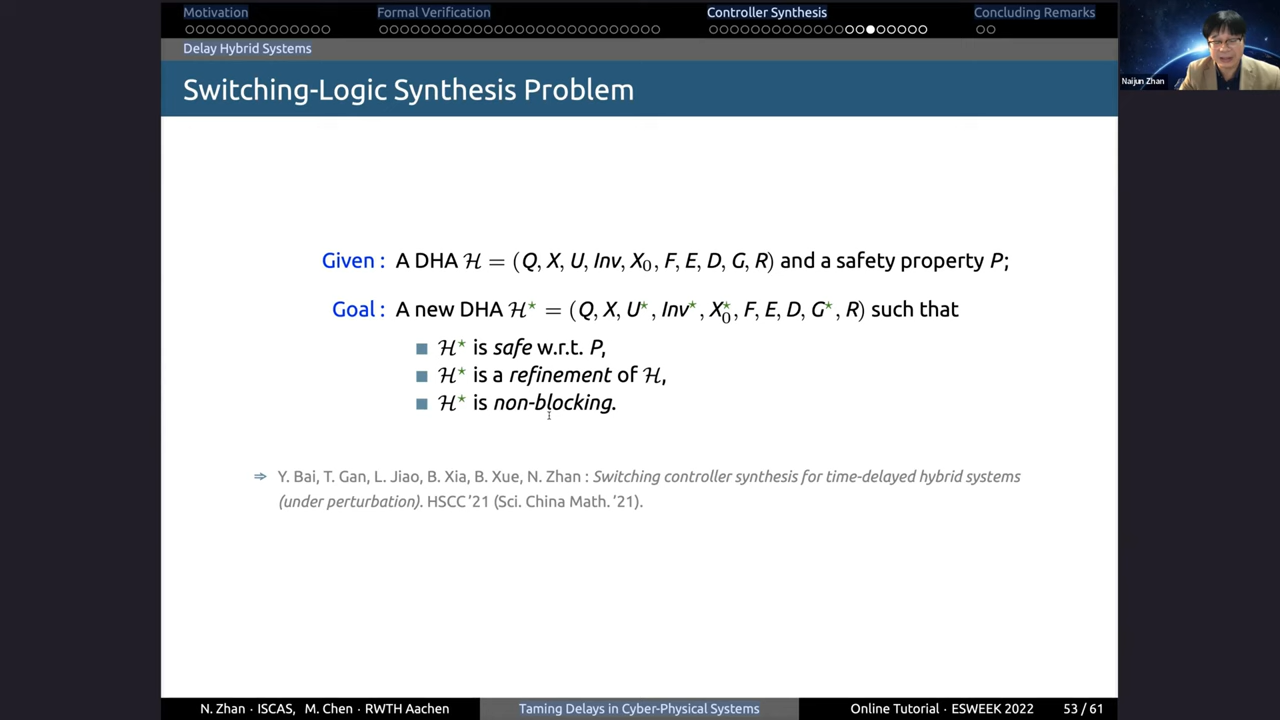 Motivation Formal Verification Controller Synthesis Concluding Remarks
Delay Hybrid Systems
Switching-Logic Synthesis Problem
Naijun Zhan
Given : A DHA ℋ = (Q, X, U, Inv, X₀, F, E, D, G, R) and a safety property P;
Goal : A new DHA ℋ* = (Q, X, U*, Inv*, X₀*, F, E, D, G*, R) such that
■ ℋ* is safe w.r.t. P,
■ ℋ* is a refinement of ℋ,
■ ℋ* is non-blocking.
⇒ Y. Bai, T. Gan, L. Jiao, B. Xia, B. Xue, N. Zhan : Switching controller synthesis for time-delayed hybrid systems
(under perturbation). HSCC ’21 (Sci. China Math. ’21).
N. Zhan · ISCAS, M. Chen · RWTH Aachen Taming Delays in Cyber-Physical Systems Online Tutorial · ESWEEK 2022 53 / 61